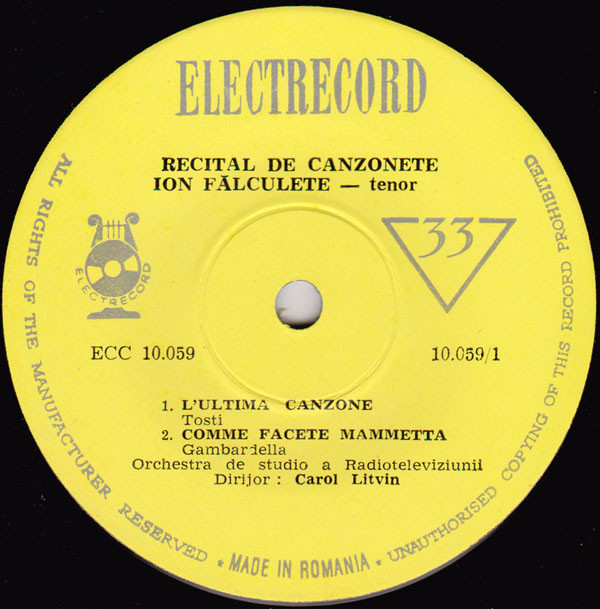 ELECTRECORD
RECITAL DE CANZONETE
ION FĂLCULETE — tenor
ELECTRECORD
33
ECC 10.059
10.059/1
1. L'ULTIMA CANZONE
Tosti
2. COMME FACETE MAMMETTA
Gambardella
Orchestra de studio a Radioteleviziunii
Dirijor : Carol Litvin
ALL RIGHTS OF THE MANUFACTURER RESERVED * MADE IN ROMANIA * UNAUTHORISED COPYING OF THIS RECORD PROHIBITED